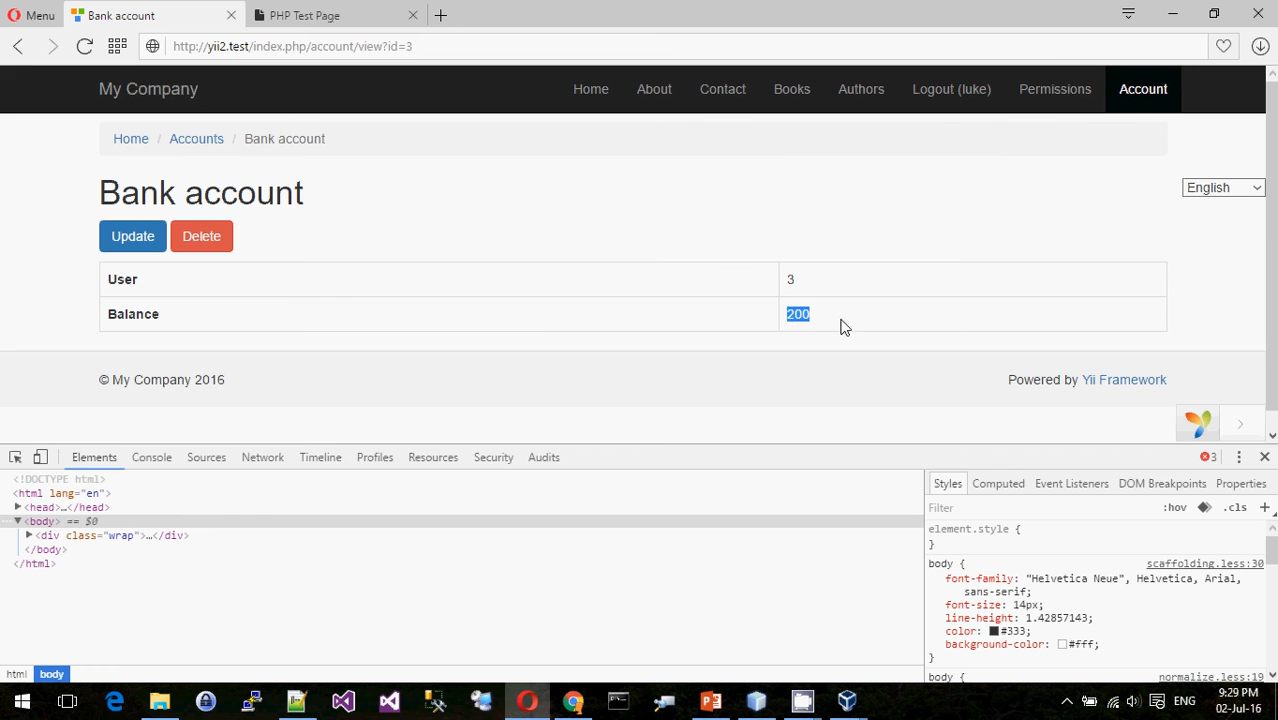 Menu
Bank account
PHP Test Page
http://yii2.test/index.php/account/view?id=3
My Company
Home
About
Contact
Books
Authors
Logout (luke)
Permissions
Account
Home / Accounts / Bank account
Bank account
English
Update
Delete
User
3
Balance
200
© My Company 2016
Powered by Yii Framework
Elements
Console
Sources
Network
Timeline
Profiles
Resources
Security
Audits
3
<!DOCTYPE html>
<html lang="en">
<head>…</head>
<body> == $0
<div class="wrap">…</div>
</body>
</html>
html
body
Styles
Computed
Event Listeners
DOM Breakpoints
Properties
Filter
:hov
.cls
element.style {
}
body {
scaffolding.less:30
font-family: "Helvetica Neue", Helvetica, Arial,
sans-serif;
font-size: 14px;
line-height: 1.42857143;
color: #333;
background-color: #fff;
}
body {
normalize.less:19
ENG
9:29 PM
02-Jul-16